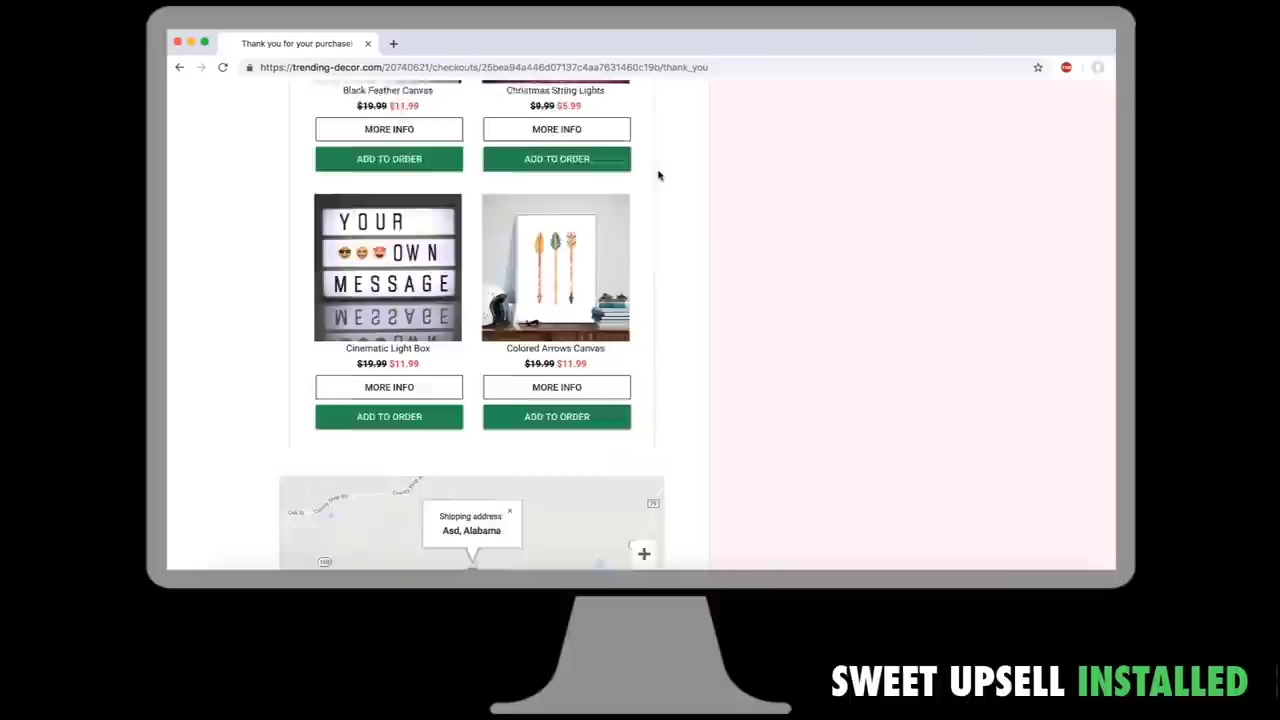 Thank you for your purchase!
https://trending-decor.com/20740621/checkouts/25bea94a446d07137c4aa7631460c19b/thank_you
Black Feather Canvas
Christmas String Lights
$19.99 $11.99
$9.99 $5.99
MORE INFO
MORE INFO
ADD TO ORDER
ADD TO ORDER
YOUR
OWN
MESSAGE
MESSAGE
Cinematic Light Box
Colored Arrows Canvas
$19.99 $11.99
$19.99 $11.99
MORE INFO
MORE INFO
ADD TO ORDER
ADD TO ORDER
Shipping address
Asd, Alabama
SWEET UPSELL INSTALLED